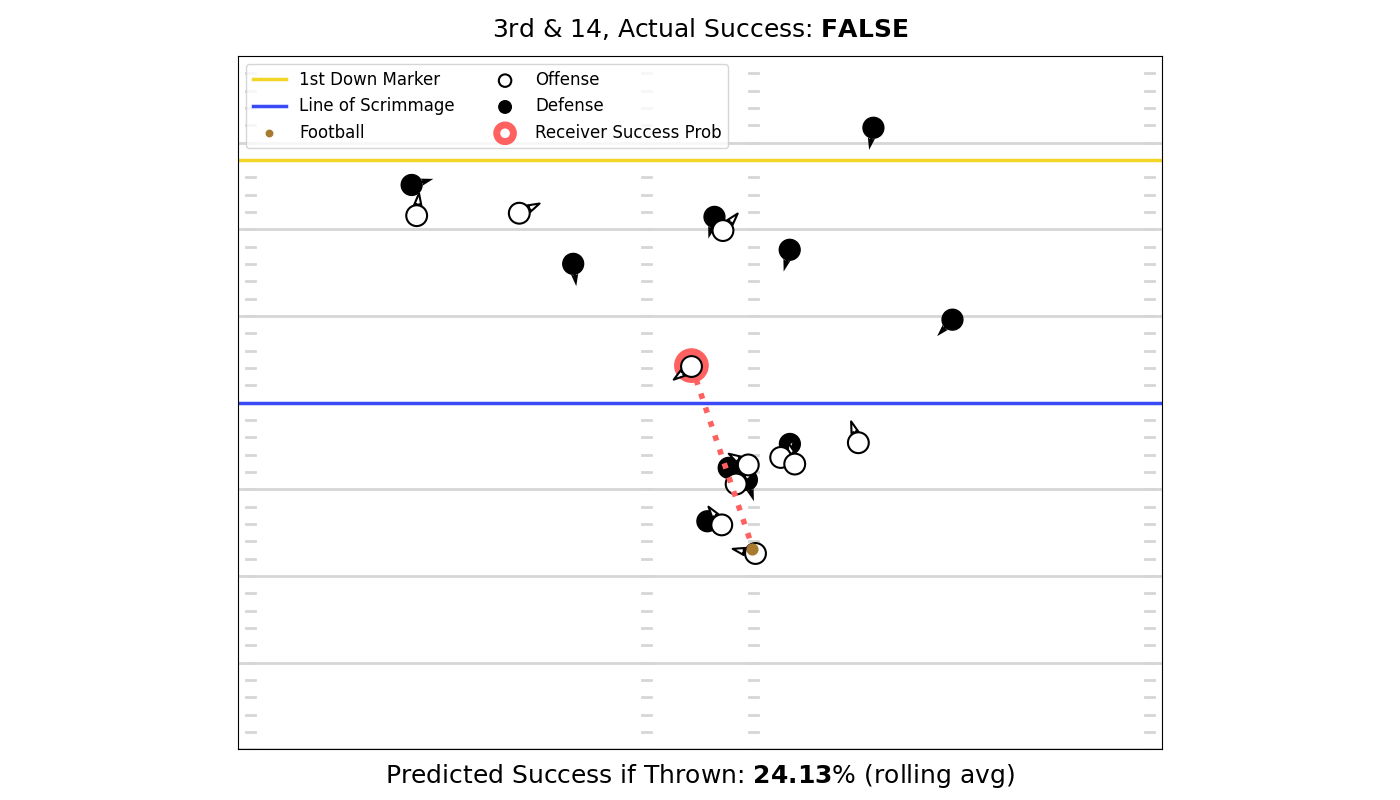 3rd & 14, Actual Success: FALSE
1st Down Marker
Line of Scrimmage
Football
Offense
Defense
Receiver Success Prob
Predicted Success if Thrown: 24.13% (rolling avg)